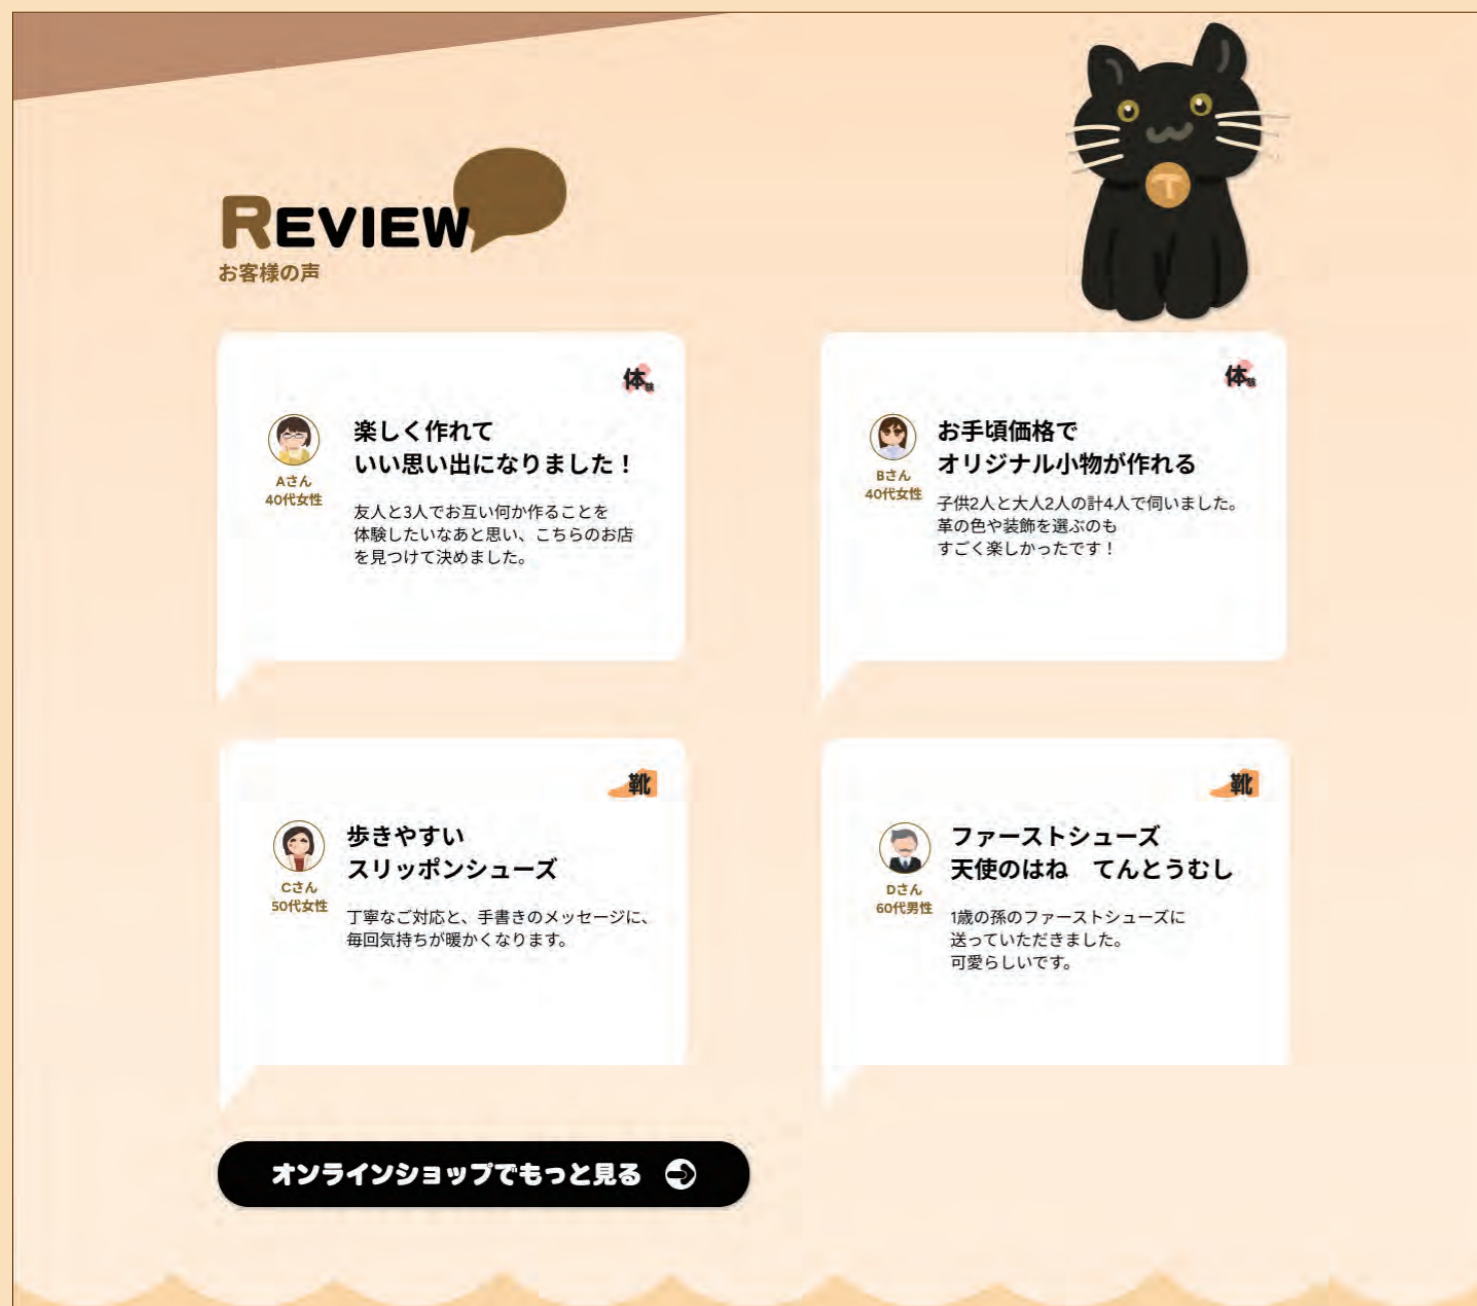 T
REVIEW
お客様の声
体験
楽しく作れて
いい思い出になりました！
Aさん
40代女性
友人と3人でお互い何か作ることを
体験したいなあと思い、こちらのお店
を見つけて決めました。
体験
お手頃価格で
オリジナル小物が作れる
Bさん
40代女性
子供2人と大人2人の計4人で伺いました。
革の色や装飾を選ぶのも
すごく楽しかったです！
靴
歩きやすい
スリッポンシューズ
Cさん
50代女性
丁寧なご対応と、手書きのメッセージに、
毎回気持ちが暖かくなります。
靴
ファーストシューズ
天使のはね　てんとうむし
Dさん
60代男性
1歳の孫のファーストシューズに
送っていただきました。
可愛らしいです。
オンラインショップでもっと見る